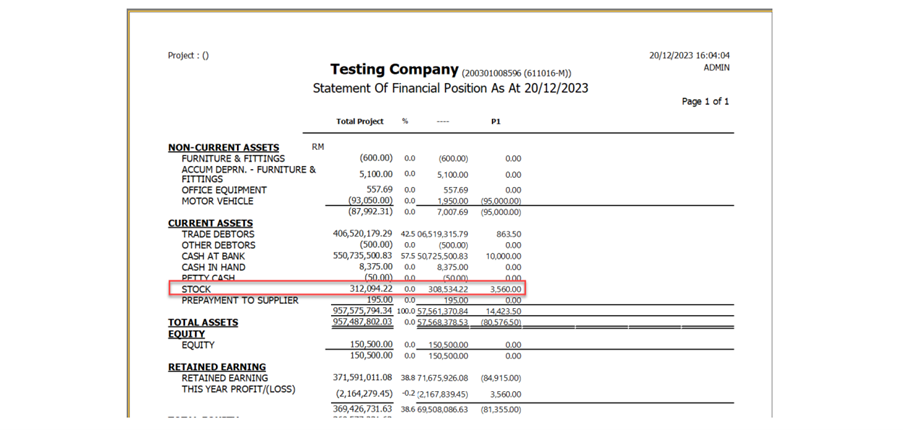 Project : () 20/12/2023 16:04:04
Testing Company (200301008596 (611016-M)) ADMIN
Statement Of Financial Position As At 20/12/2023
Page 1 of 1
Total Project % ---- P1
NON-CURRENT ASSETS RM
FURNITURE & FITTINGS (600.00) 0.0 (600.00) 0.00
ACCUM DEPRN. - FURNITURE & 5,100.00 0.0 5,100.00 0.00
FITTINGS
OFFICE EQUIPMENT 557.69 0.0 557.69 0.00
MOTOR VEHICLE (93,050.00) 0.0 1,950.00 (95,000.00)
(87,992.31) 0.0 7,007.69 (95,000.00)
CURRENT ASSETS
TRADE DEBTORS 406,520,179.29 42.5 06,519,315.79 863.50
OTHER DEBTORS (500.00) 0.0 (500.00) 0.00
CASH AT BANK 550,735,500.83 57.5 50,725,500.83 10,000.00
CASH IN HAND 8,375.00 0.0 8,375.00 0.00
PETTY CASH (50.00) 0.0 (50.00) 0.00
STOCK 312,094.22 0.0 308,534.22 3,560.00
PREPAYMENT TO SUPPLIER 195.00 0.0 195.00 0.00
957,575,794.34 100.0 57,561,370.84 14,423.50
TOTAL ASSETS 957,487,802.03 0.0 57,568,378.53 (80,576.50)
EQUITY
EQUITY 150,500.00 0.0 150,500.00 0.00
150,500.00 0.0 150,500.00 0.00
RETAINED EARNING
RETAINED EARNING 371,591,011.08 38.8 71,675,926.08 (84,915.00)
THIS YEAR PROFIT/(LOSS) (2,164,279.45) -0.2 (2,167,839.45) 3,560.00
369,426,731.63 38.6 69,508,086.63 (81,355.00)